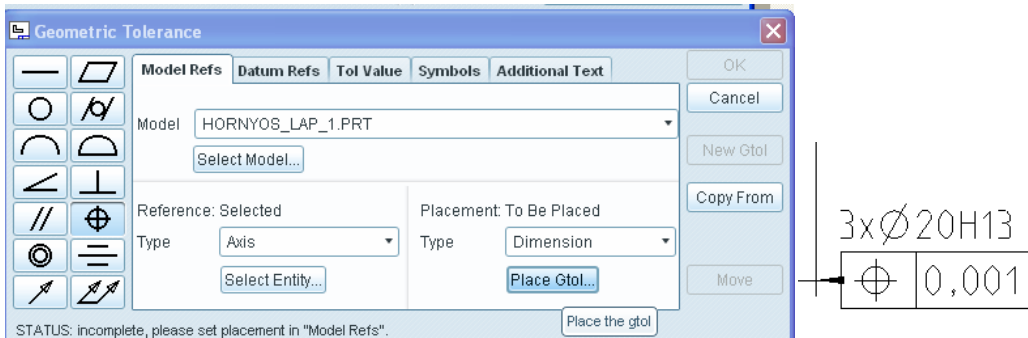 Geometric Tolerance
Model Refs Datum Refs Tol Value Symbols Additional Text
OK
Cancel
Model HORNYOS_LAP_1.PRT
Select Model...
New Gtol
Copy From
Reference: Selected
Placement: To Be Placed
Type Axis
Type Dimension
Select Entity...
Place Gtol...
Move
Place the gtol
STATUS: incomplete, please set placement in "Model Refs".
3xØ20H13
0,001